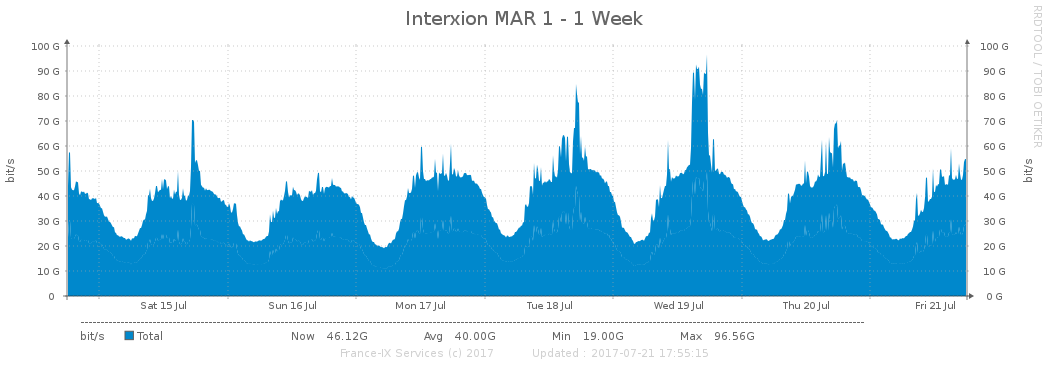 Interxion MAR 1 - 1 Week
RRDTOOL / TOBI OETIKER
100 G 100 G
90 G 90 G
80 G 80 G
70 G 70 G
60 G 60 G
50 G 50 G
40 G 40 G
30 G 30 G
20 G 20 G
10 G 10 G
0 0 G
bit/s
bit/s
Sat 15 Jul Sun 16 Jul Mon 17 Jul Tue 18 Jul Wed 19 Jul Thu 20 Jul Fri 21 Jul
bit/s Total Now 46.12G Avg 40.00G Min 19.00G Max 96.56G
France-IX Services (c) 2017 Updated : 2017-07-21 17:55:15